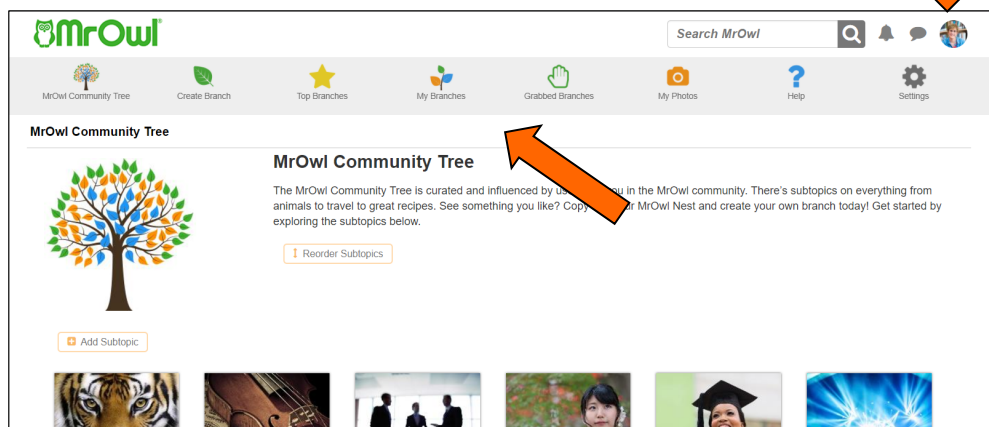 MrOwl
Search MrOwl
MrOwl Community Tree Create Branch Top Branches My Branches Grabbed Branches My Photos Help Settings
MrOwl Community Tree
MrOwl Community Tree
The MrOwl Community Tree is curated and influenced by in the MrOwl community. There's subtopics on everything from
animals to travel to great recipes. See something you like? MrOwl Nest and create your own branch today! Get started by
exploring the subtopics below.
Reorder Subtopics
Add Subtopic